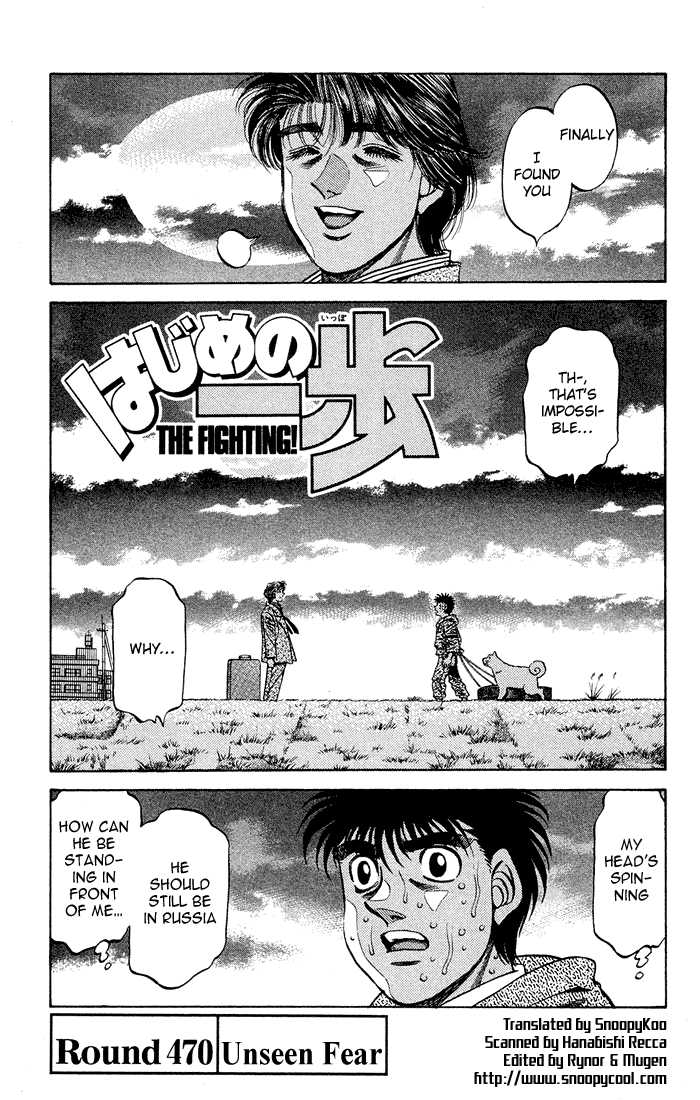 FINALLY
I
FOUND
YOU
はじめの
いっぽ
一歩
THE FIGHTING!
TH-,
THAT'S
IMPOSSI-
BLE...
WHY...
MY
HEAD'S
SPIN-
NING
HE
SHOULD
STILL BE
IN RUSSIA
HOW CAN
HE BE
STAND-
ING IN
FRONT
OF ME...
Round 470
Unseen Fear
Translated by SnoopyKoo
Scanned by Hanabishi Recca
Edited by Rynor & Mugen
http://www.snoopycool.com